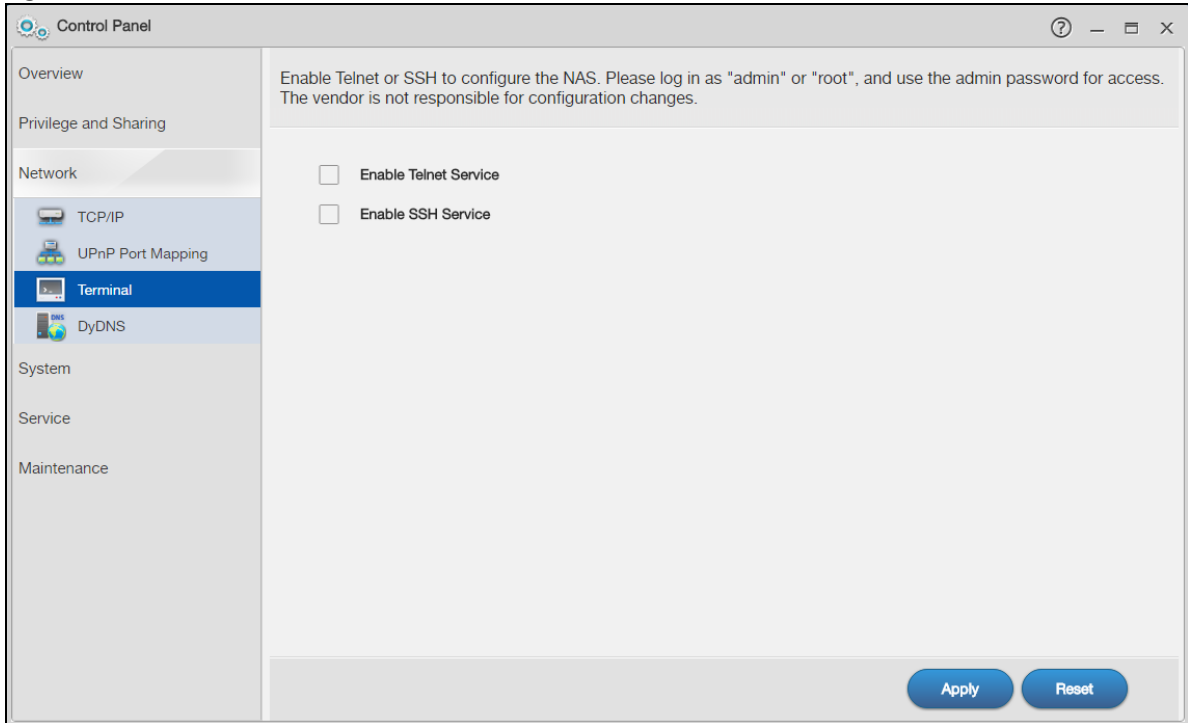 Control Panel
Overview
Privilege and Sharing
Network
TCP/IP
UPnP Port Mapping
Terminal
DyDNS
System
Service
Maintenance
Enable Telnet or SSH to configure the NAS. Please log in as "admin" or "root", and use the admin password for access.
The vendor is not responsible for configuration changes.
Enable Telnet Service
Enable SSH Service
Apply Reset